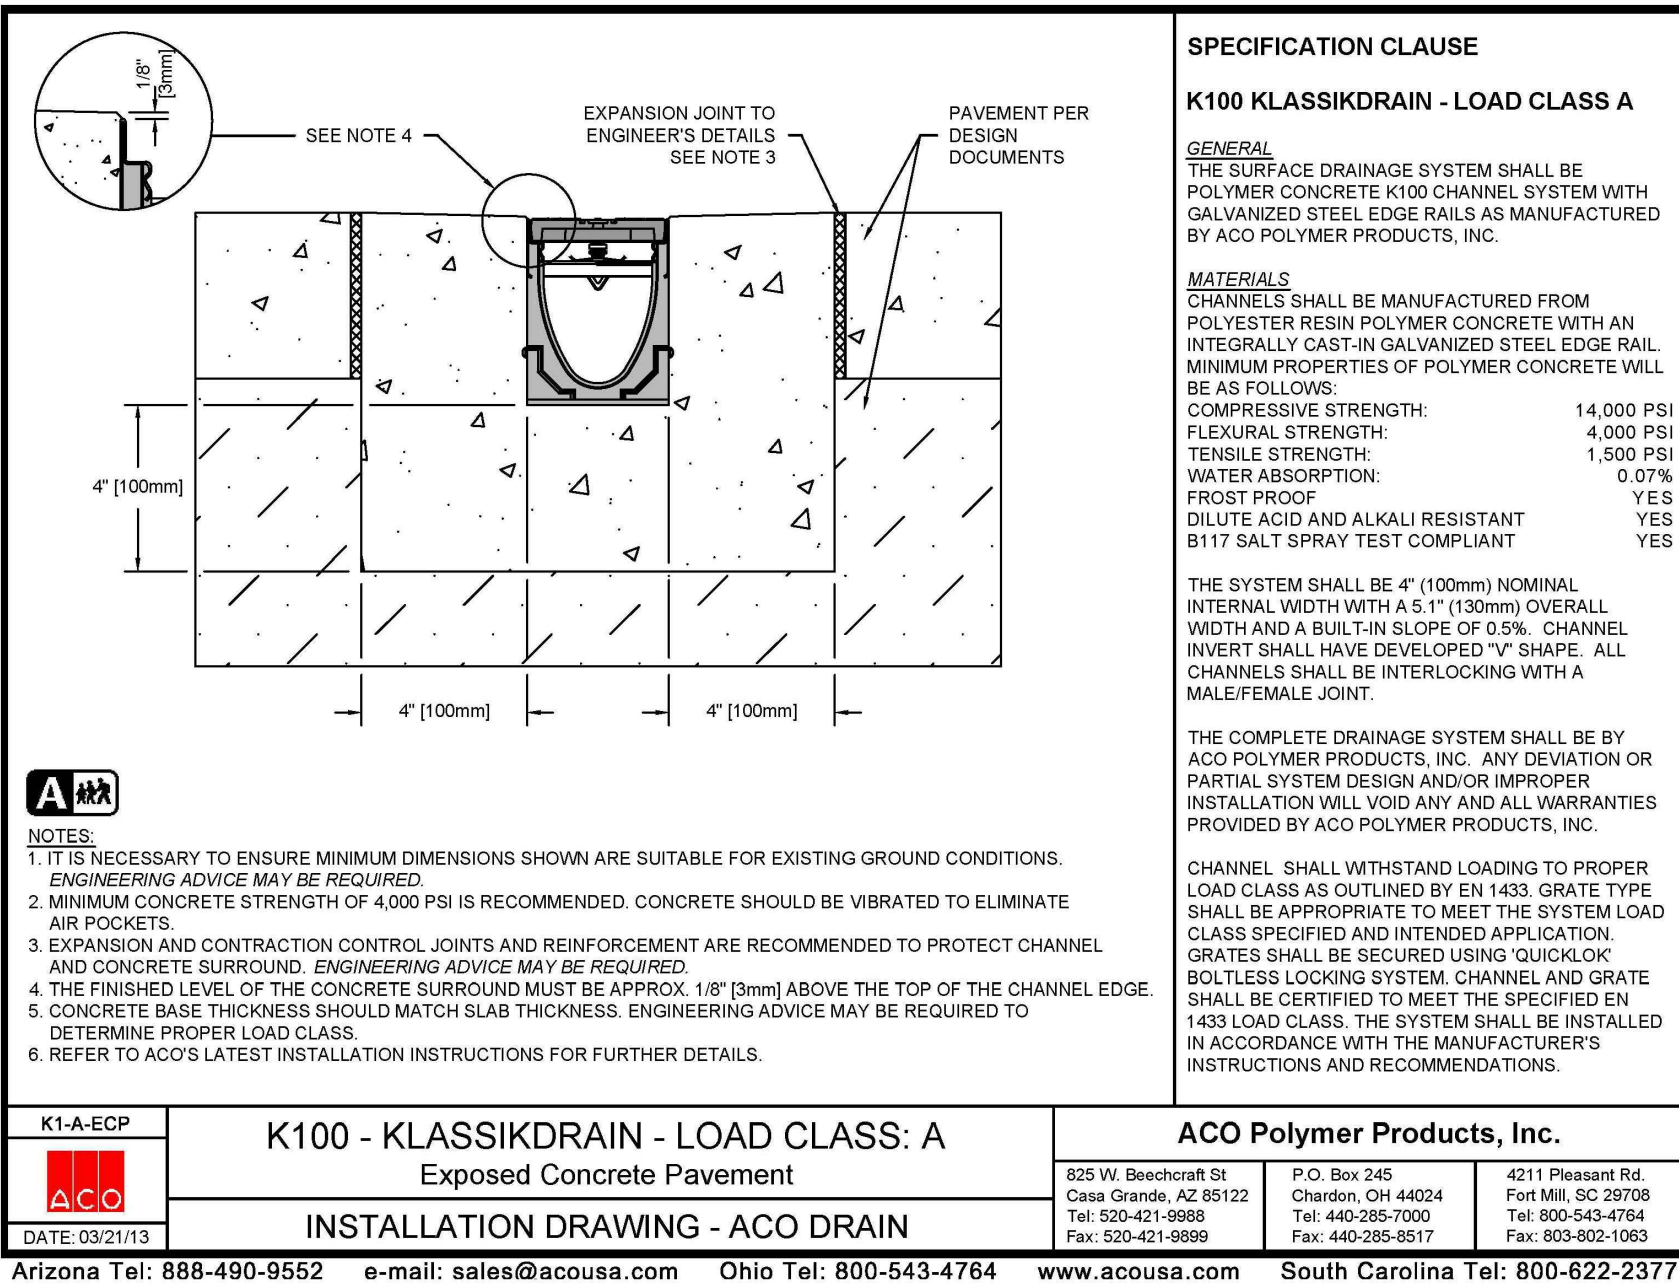 1/8"
[3mm]
SEE NOTE 4
EXPANSION JOINT TO
ENGINEER'S DETAILS
SEE NOTE 3
PAVEMENT PER
DESIGN
DOCUMENTS
4" [100mm]
4" [100mm]
4" [100mm]
A
NOTES:
1. IT IS NECESSARY TO ENSURE MINIMUM DIMENSIONS SHOWN ARE SUITABLE FOR EXISTING GROUND CONDITIONS.
ENGINEERING ADVICE MAY BE REQUIRED.
2. MINIMUM CONCRETE STRENGTH OF 4,000 PSI IS RECOMMENDED. CONCRETE SHOULD BE VIBRATED TO ELIMINATE
AIR POCKETS.
3. EXPANSION AND CONTRACTION CONTROL JOINTS AND REINFORCEMENT ARE RECOMMENDED TO PROTECT CHANNEL
AND CONCRETE SURROUND. ENGINEERING ADVICE MAY BE REQUIRED.
4. THE FINISHED LEVEL OF THE CONCRETE SURROUND MUST BE APPROX. 1/8" [3mm] ABOVE THE TOP OF THE CHANNEL EDGE.
5. CONCRETE BASE THICKNESS SHOULD MATCH SLAB THICKNESS. ENGINEERING ADVICE MAY BE REQUIRED TO
DETERMINE PROPER LOAD CLASS.
6. REFER TO ACO'S LATEST INSTALLATION INSTRUCTIONS FOR FURTHER DETAILS.
SPECIFICATION CLAUSE
K100 KLASSIKDRAIN - LOAD CLASS A
GENERAL
THE SURFACE DRAINAGE SYSTEM SHALL BE
POLYMER CONCRETE K100 CHANNEL SYSTEM WITH
GALVANIZED STEEL EDGE RAILS AS MANUFACTURED
BY ACO POLYMER PRODUCTS, INC.
MATERIALS
CHANNELS SHALL BE MANUFACTURED FROM
POLYESTER RESIN POLYMER CONCRETE WITH AN
INTEGRALLY CAST-IN GALVANIZED STEEL EDGE RAIL.
MINIMUM PROPERTIES OF POLYMER CONCRETE WILL
BE AS FOLLOWS:
COMPRESSIVE STRENGTH: 14,000 PSI
FLEXURAL STRENGTH: 4,000 PSI
TENSILE STRENGTH: 1,500 PSI
WATER ABSORPTION: 0.07%
FROST PROOF YES
DILUTE ACID AND ALKALI RESISTANT YES
B117 SALT SPRAY TEST COMPLIANT YES
THE SYSTEM SHALL BE 4" (100mm) NOMINAL
INTERNAL WIDTH WITH A 5.1" (130mm) OVERALL
WIDTH AND A BUILT-IN SLOPE OF 0.5%. CHANNEL
INVERT SHALL HAVE DEVELOPED "V" SHAPE. ALL
CHANNELS SHALL BE INTERLOCKING WITH A
MALE/FEMALE JOINT.
THE COMPLETE DRAINAGE SYSTEM SHALL BE BY
ACO POLYMER PRODUCTS, INC. ANY DEVIATION OR
PARTIAL SYSTEM DESIGN AND/OR IMPROPER
INSTALLATION WILL VOID ANY AND ALL WARRANTIES
PROVIDED BY ACO POLYMER PRODUCTS, INC.
CHANNEL SHALL WITHSTAND LOADING TO PROPER
LOAD CLASS AS OUTLINED BY EN 1433. GRATE TYPE
SHALL BE APPROPRIATE TO MEET THE SYSTEM LOAD
CLASS SPECIFIED AND INTENDED APPLICATION.
GRATES SHALL BE SECURED USING 'QUICKLOK'
BOLTLESS LOCKING SYSTEM. CHANNEL AND GRATE
SHALL BE CERTIFIED TO MEET THE SPECIFIED EN
1433 LOAD CLASS. THE SYSTEM SHALL BE INSTALLED
IN ACCORDANCE WITH THE MANUFACTURER'S
INSTRUCTIONS AND RECOMMENDATIONS.
K1-A-ECP
ACO
DATE: 03/21/13
K100 - KLASSIKDRAIN - LOAD CLASS: A
Exposed Concrete Pavement
INSTALLATION DRAWING - ACO DRAIN
ACO Polymer Products, Inc.
825 W. Beechcraft St
Casa Grande, AZ 85122
Tel: 520-421-9988
Fax: 520-421-9899
P.O. Box 245
Chardon, OH 44024
Tel: 440-285-7000
Fax: 440-285-8517
4211 Pleasant Rd.
Fort Mill, SC 29708
Tel: 800-543-4764
Fax: 803-802-1063
Arizona Tel: 888-490-9552 e-mail: sales@acousa.com Ohio Tel: 800-543-4764 www.acousa.com South Carolina Tel: 800-622-2377